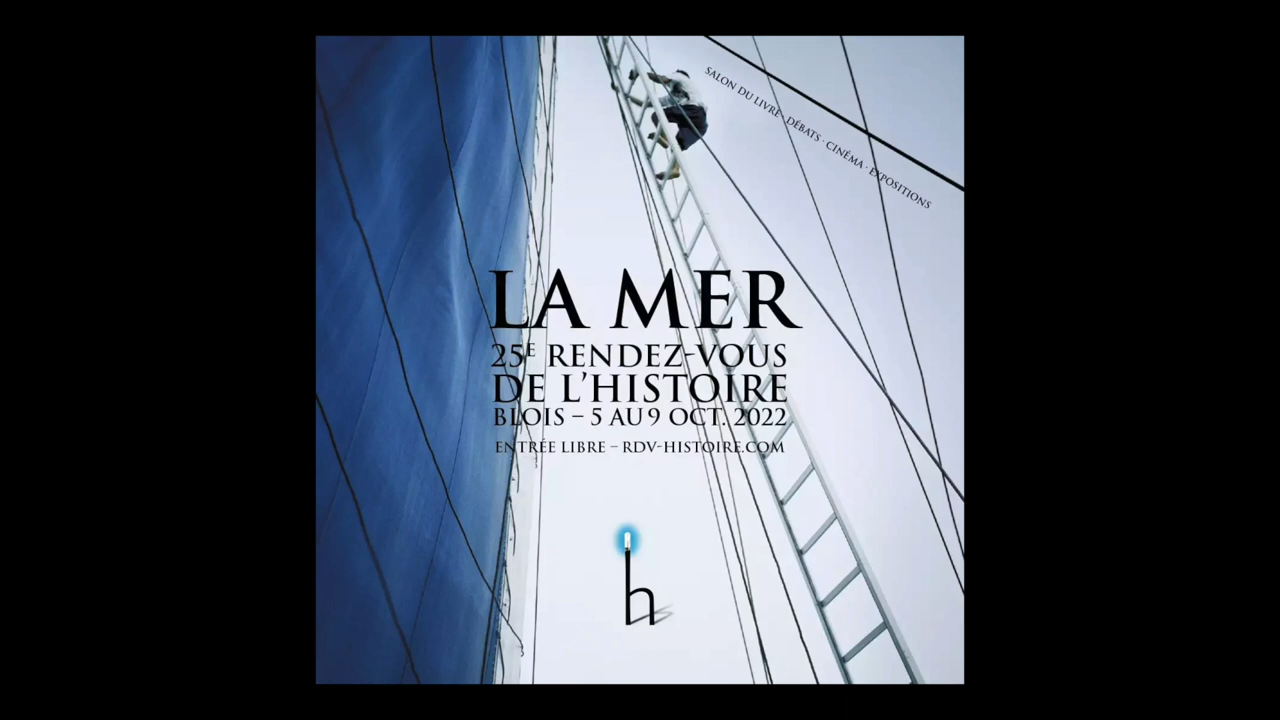 SALON DU LIVRE · DÉBATS · CINÉMA · EXPOSITIONS
LA MER
25E RENDEZ-VOUS
DE L'HISTOIRE
BLOIS – 5 AU 9 OCT. 2022
ENTRÉE LIBRE – RDV-HISTOIRE.COM
h